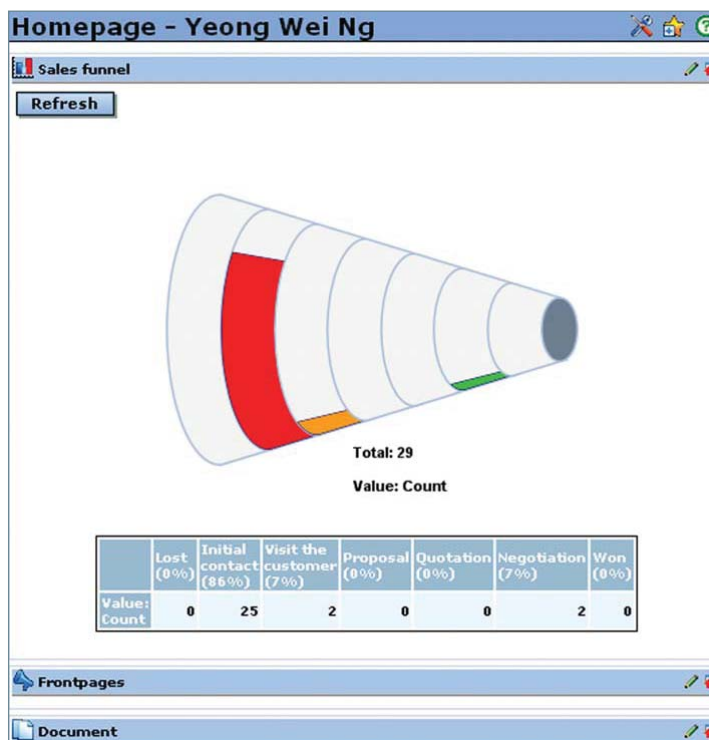 Homepage - Yeong Wei Ng
Sales funnel
Refresh
Total: 29
Value: Count
Lost (0%) Initial contact (86%) Visit the customer (7%) Proposal (0%) Quotation (0%) Negotiation (7%) Won (0%)
Value: Count 0 25 2 0 0 2 0
Frontpages
Document